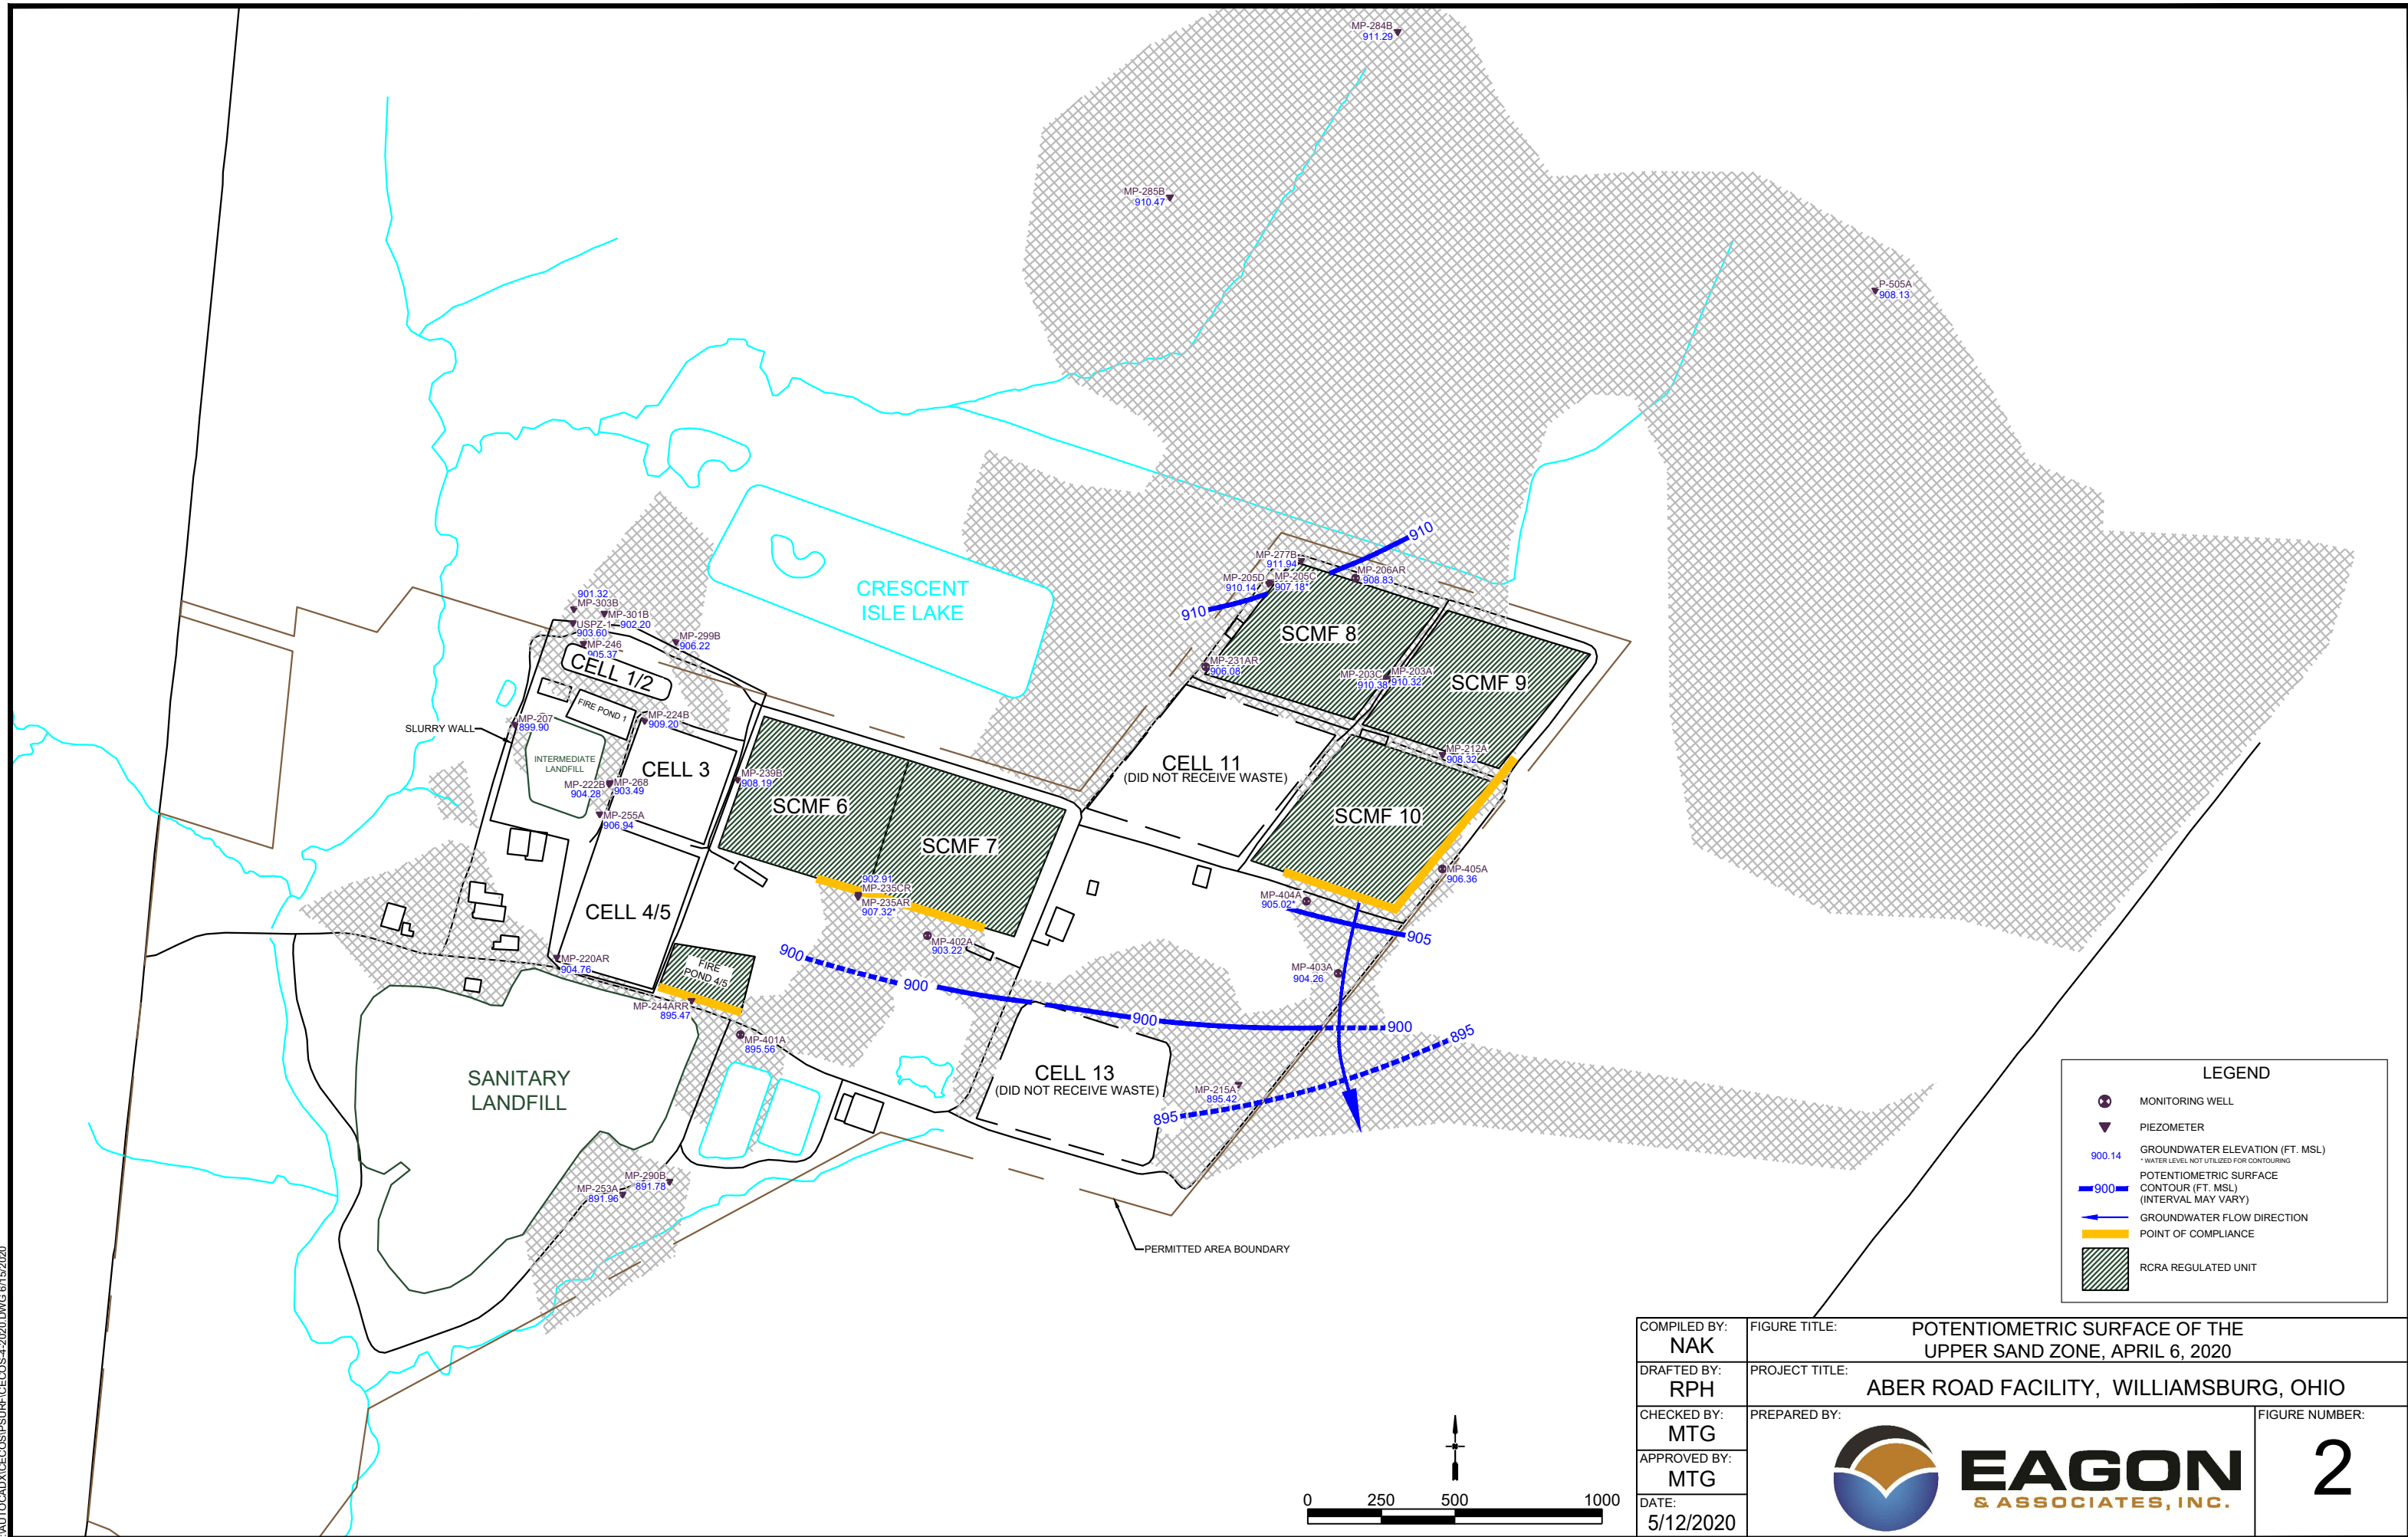 MP-284B
911.29
MP-285B
910.47
P-505A
908.13
910
MP-277B
911.94
MP-205D
910.14
MP-205C
907.18*
MP-206AR
908.83
910
CRESCENT
ISLE LAKE
901.32
MP-303B
MP-301B
902.20
USPZ-1
903.60
MP-246
905.37
MP-299B
906.22
CELL 1/2
FIRE POND 1
MP-207
899.90
SLURRY WALL
MP-224B
909.20
INTERMEDIATE
LANDFILL
CELL 3
MP-222B
904.28
MP-268
903.49
MP-255A
906.94
MP-239B
908.19
SCMF 6
SCMF 7
SCMF 8
MP-231AR
906.08
MP-203C
910.38
MP-203A
910.32
SCMF 9
CELL 11
(DID NOT RECEIVE WASTE)
MP-212A
908.32
SCMF 10
902.91
MP-235CR
MP-235AR
907.32*
MP-402A
903.22
MP-404A
905.02*
MP-405A
906.36
905
CELL 4/5
MP-220AR
904.76
FIRE
POND 4/5
MP-244ARR
895.47
MP-401A
895.56
900
900
900
900
MP-403A
904.26
895
895
CELL 13
(DID NOT RECEIVE WASTE)
MP-215A
895.42
SANITARY
LANDFILL
MP-290B
891.78
MP-253A
891.96
PERMITTED AREA BOUNDARY
LEGEND
MONITORING WELL
PIEZOMETER
900.14
GROUNDWATER ELEVATION (FT. MSL)
* WATER LEVEL NOT UTILIZED FOR CONTOURING
900
POTENTIOMETRIC SURFACE
CONTOUR (FT. MSL)
(INTERVAL MAY VARY)
GROUNDWATER FLOW DIRECTION
POINT OF COMPLIANCE
RCRA REGULATED UNIT
0 250 500 1000
COMPILED BY:
NAK
DRAFTED BY:
RPH
CHECKED BY:
MTG
APPROVED BY:
MTG
DATE:
5/12/2020
FIGURE TITLE:
POTENTIOMETRIC SURFACE OF THE
UPPER SAND ZONE, APRIL 6, 2020
PROJECT TITLE:
ABER ROAD FACILITY, WILLIAMSBURG, OHIO
PREPARED BY:
EAGON
& ASSOCIATES, INC.
FIGURE NUMBER:
2